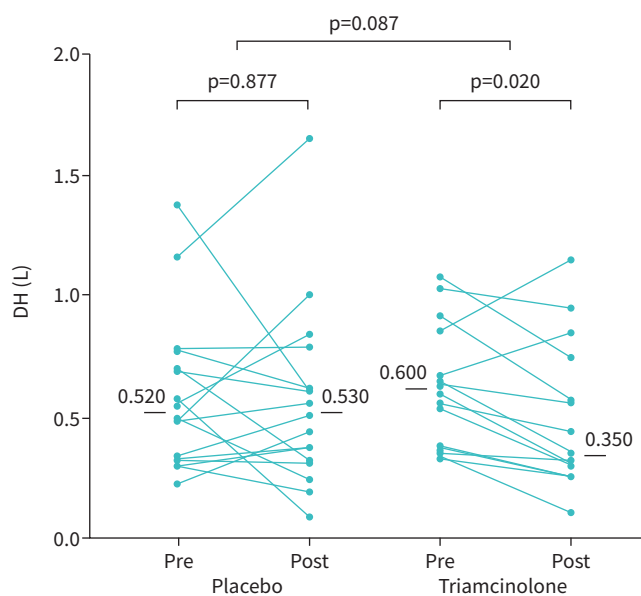 p=0.087
2.0
p=0.877
p=0.020
1.5
DH (L)
1.0
0.600
0.520
0.530
0.5
0.350
0.0
Pre Post Pre Post
Placebo Triamcinolone